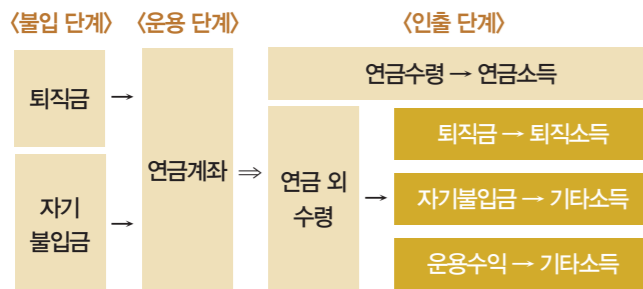 〈불입 단계〉 〈운용 단계〉 〈인출 단계〉
연금수령 → 연금소득
퇴직금 →
자기
불입금 →
연금계좌 ⇒
연금 외
수령 →
퇴직금 → 퇴직소득
자기불입금 → 기타소득
운용수익 → 기타소득